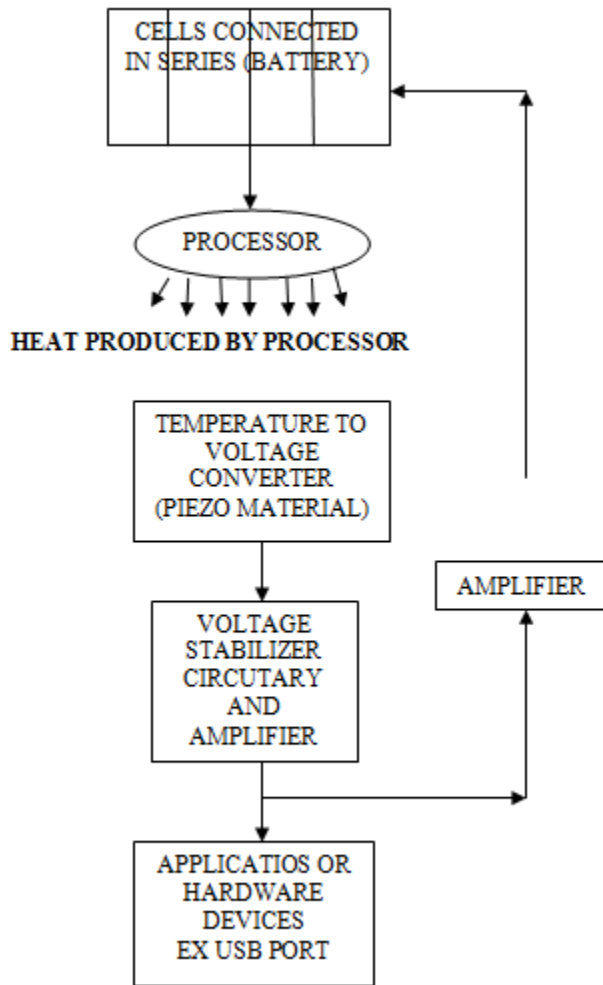 CELLS CONNECTED
IN SERIES (BATTERY)
PROCESSOR
HEAT PRODUCED BY PROCESSOR
TEMPERATURE TO
VOLTAGE
CONVERTER
(PIEZO MATERIAL)
AMPLIFIER
VOLTAGE
STABILIZER
CIRCUTARY
AND
AMPLIFIER
APPLICATIOS OR
HARDWARE
DEVICES
EX USB PORT